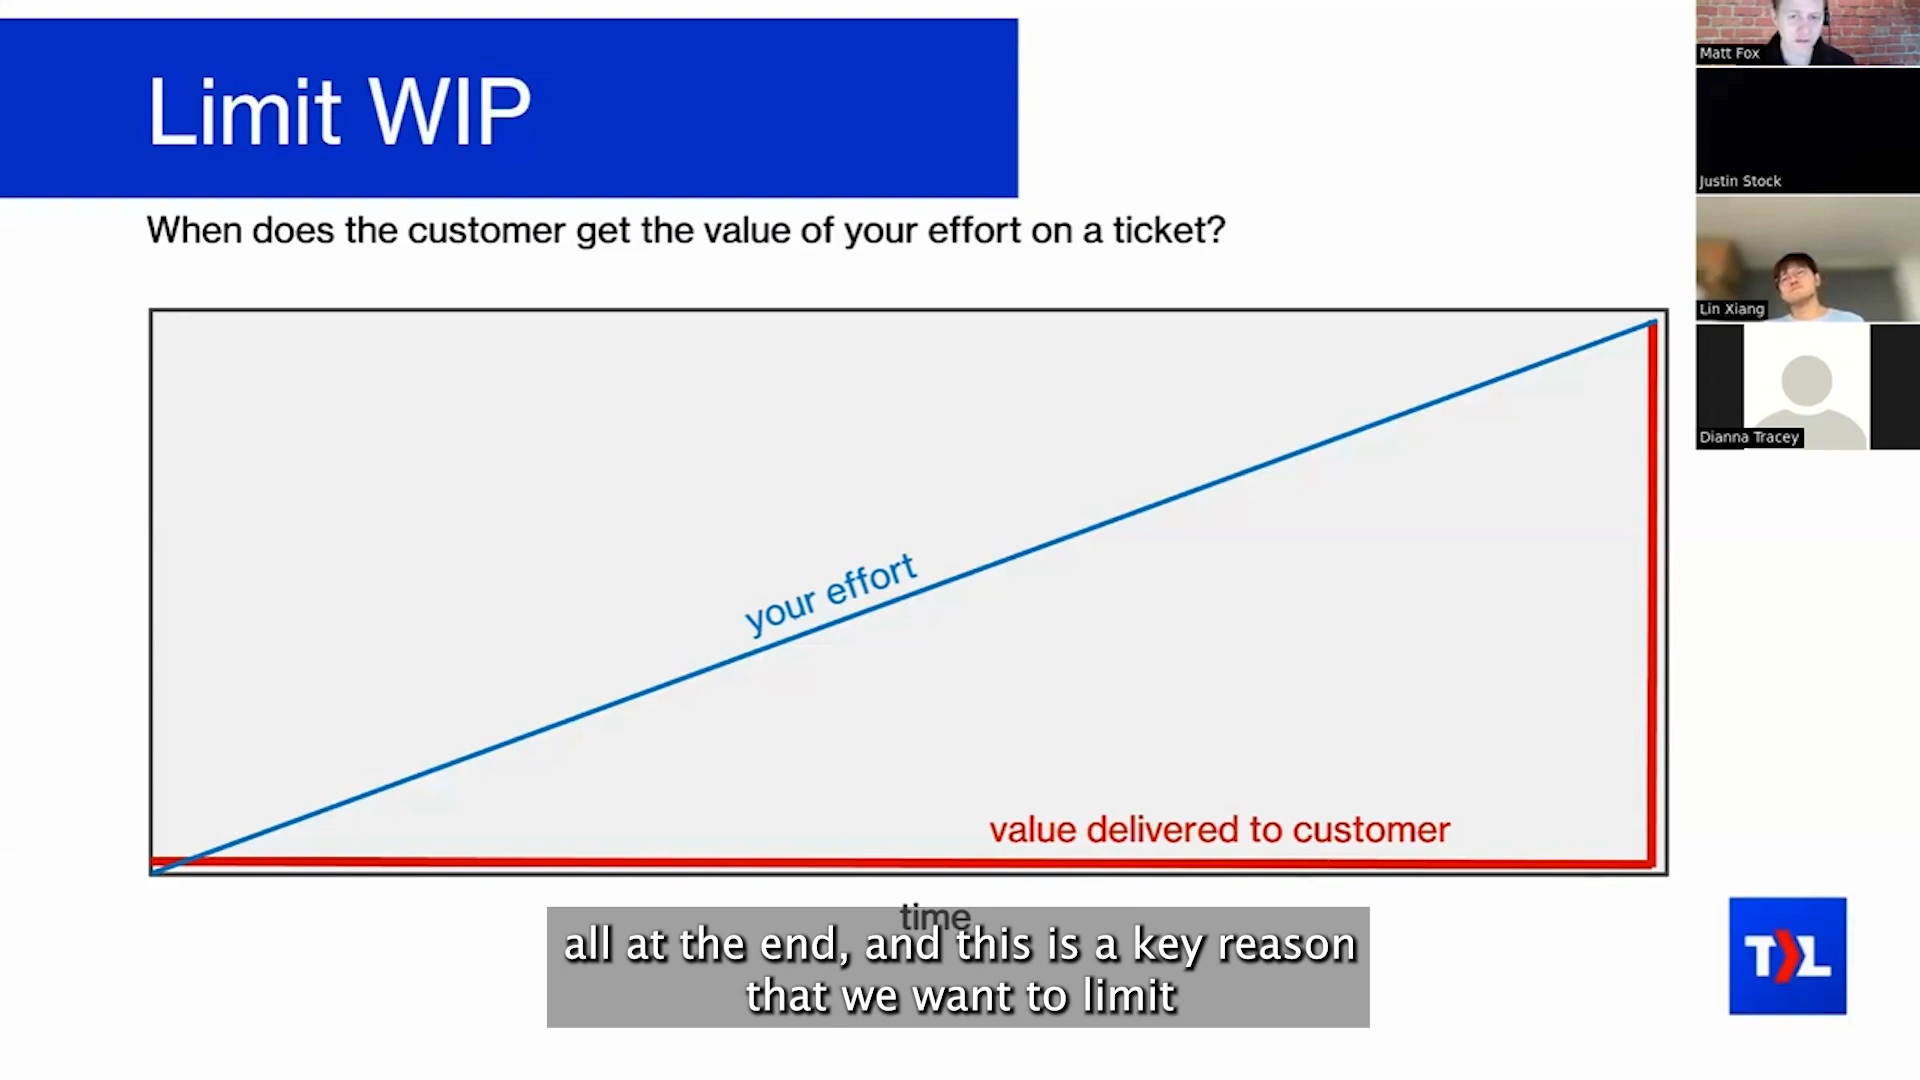 Limit WIP
When does the customer get the value of your effort on a ticket?
your effort
value delivered to customer
time
all at the end, and this is a key reason
that we want to limit
Matt Fox
Justin Stock
Lin Xiang
Dianna Tracey
T L